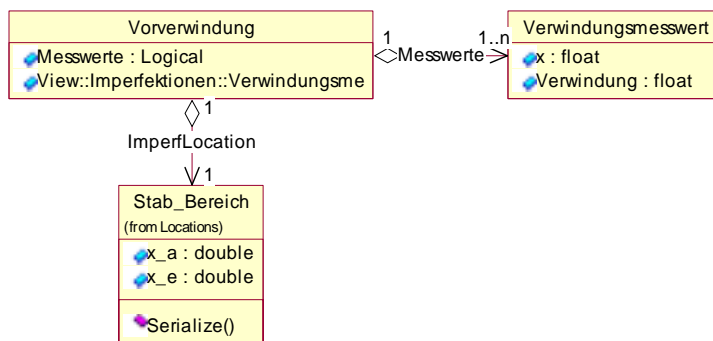 Vorverwindung
Messwerte : Logical
View::Imperfektionen::Verwindungsme
1
Messwerte
1..n
Verwindungsmesswert
x : float
Verwindung : float
1
ImperfLocation
1
Stab_Bereich
(from Locations)
x_a : double
x_e : double
Serialize()